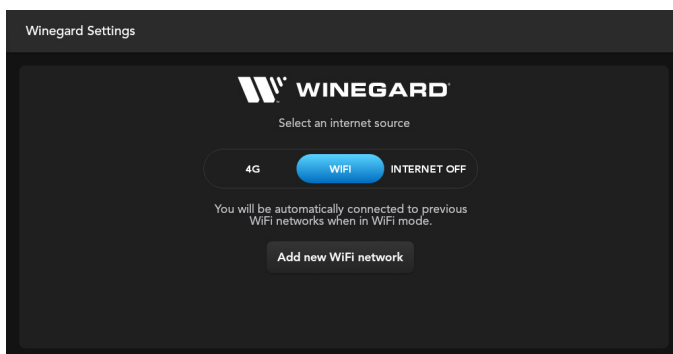 Winegard Settings
WINEGARD
Select an internet source
4G WIFI INTERNET OFF
You will be automatically connected to previous
WiFi networks when in WiFi mode.
Add new WiFi network